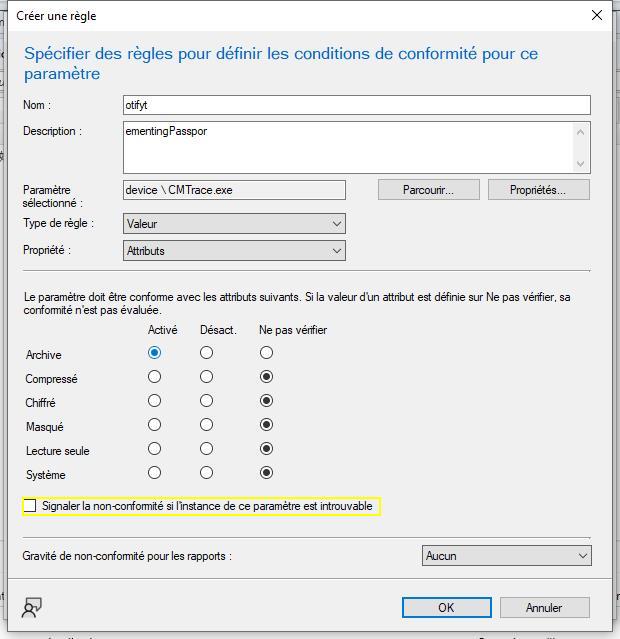 Créer une règle
Spécifier des règles pour définir les conditions de conformité pour ce
paramètre
Nom :
otifyt
Description :
ementingPasspor
Paramètre
sélectionné :
device \ CMTrace.exe
Parcourir...
Propriétés...
Type de règle :
Valeur
Propriété :
Attributs
Le paramètre doit être conforme avec les attributs suivants. Si la valeur d'un attribut est définie sur Ne pas vérifier, sa
conformité n'est pas évaluée.
Activé Désact. Ne pas vérifier
Archive
Compressé
Chiffré
Masqué
Lecture seule
Système
Signaler la non-conformité si l'instance de ce paramètre est introuvable
Gravité de non-conformité pour les rapports :
Aucun
OK
Annuler